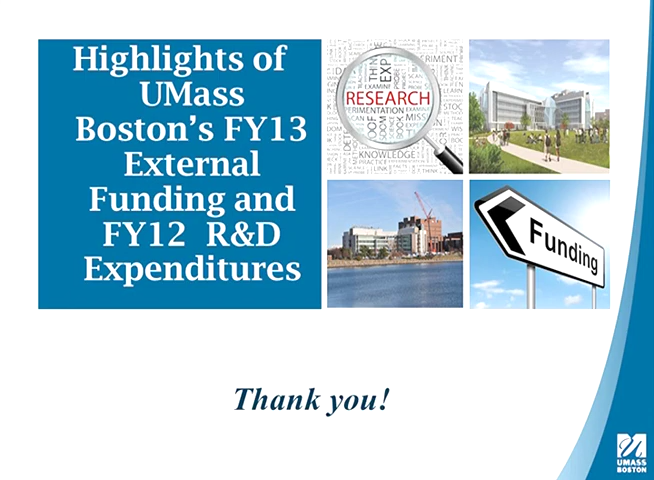 Highlights of
UMass
Boston's FY13
External
Funding and
FY12 R&D
Expenditures
RESEARCH
KNOWLEDGE
Funding
Thank you!
UMASS
BOSTON